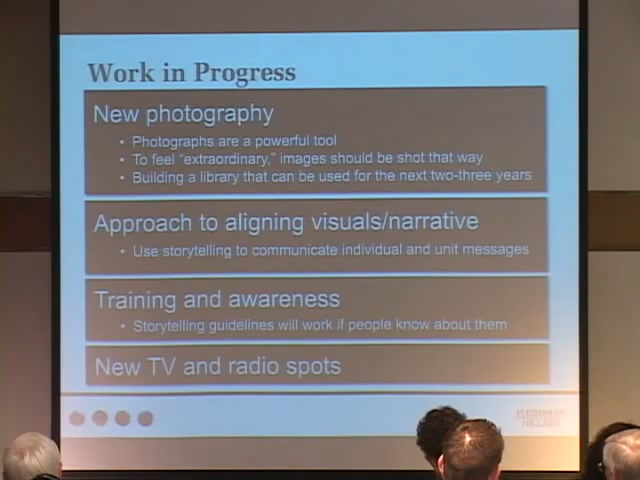 Work in Progress
New photography
• Photographs are a powerful tool
• To feel “extraordinary,” images should be shot that way
• Building a library that can be used for the next two-three years
Approach to aligning visuals/narrative
• Use storytelling to communicate individual and unit messages
Training and awareness
• Storytelling guidelines will work if people know about them
New TV and radio spots